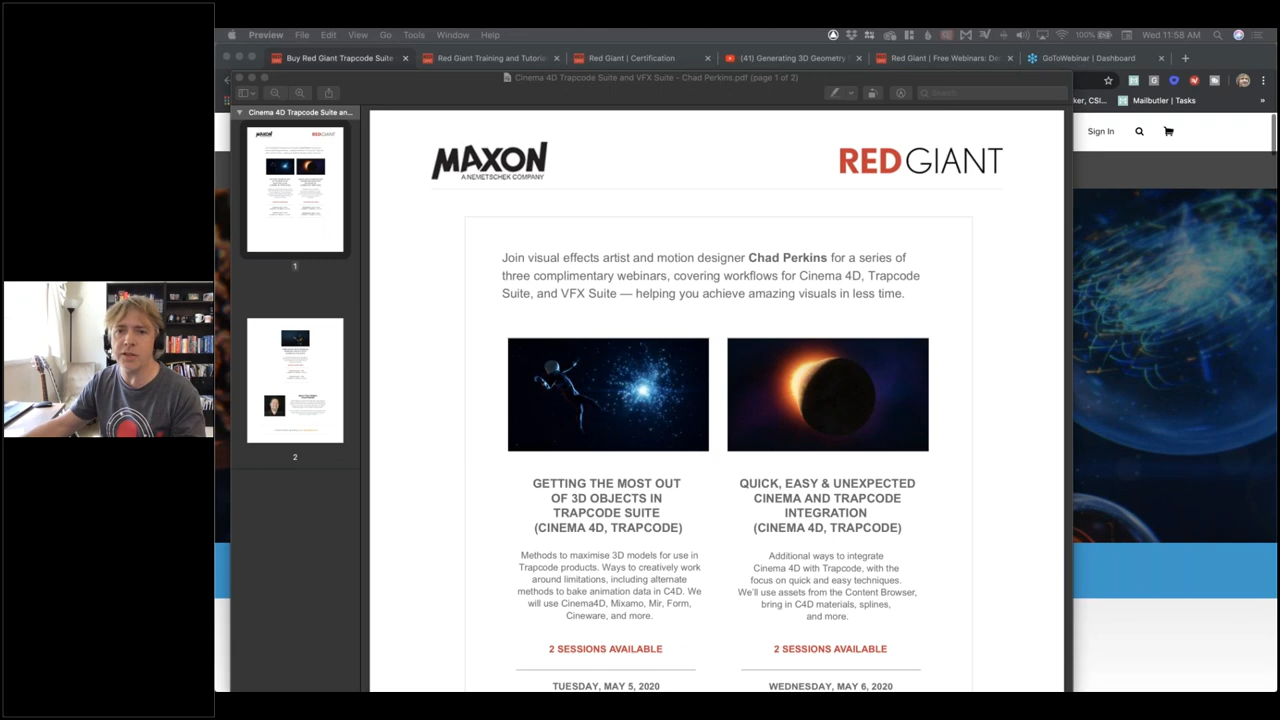 Preview File Edit View Go Tools Window Help 100% Wed 11:58 AM
Buy Red Giant Trapcode Suite Red Giant Training and Tutoria Red Giant | Certification (41) Generating 3D Geometry Red Giant | Free Webinars: De GoToWebinar | Dashboard
Cinema 4D Trapcode Suite and VFX Suite - Chad Perkins.pdf (page 1 of 2)
Search
ker, CSI... Mailbutler | Tasks
Cinema 4D Trapcode Suite an...
Sign In
MAXON
A NEMETSCHEK COMPANY
REDGIANT
1
2
Join visual effects artist and motion designer Chad Perkins for a series of
three complimentary webinars, covering workflows for Cinema 4D, Trapcode
Suite, and VFX Suite — helping you achieve amazing visuals in less time.
GETTING THE MOST OUT
OF 3D OBJECTS IN
TRAPCODE SUITE
(CINEMA 4D, TRAPCODE)
Methods to maximise 3D models for use in
Trapcode products. Ways to creatively work
around limitations, including alternate
methods to bake animation data in C4D. We
will use Cinema4D, Mixamo, Mir, Form,
Cineware, and more.
2 SESSIONS AVAILABLE
TUESDAY, MAY 5, 2020
QUICK, EASY & UNEXPECTED
CINEMA AND TRAPCODE
INTEGRATION
(CINEMA 4D, TRAPCODE)
Additional ways to integrate
Cinema 4D with Trapcode, with the
focus on quick and easy techniques.
We'll use assets from the Content Browser,
bring in C4D materials, splines,
and more.
2 SESSIONS AVAILABLE
WEDNESDAY, MAY 6, 2020